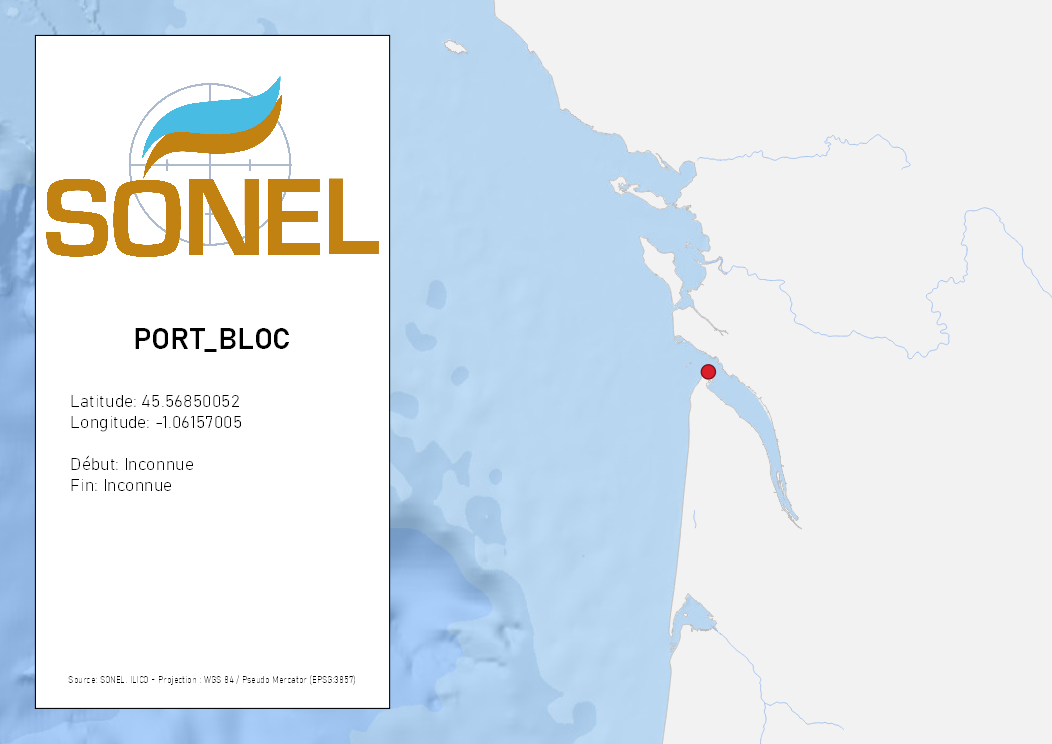 SONEL
PORT_BLOC
Latitude: 45.56850052
Longitude: -1.06157005
Début: Inconnue
Fin: Inconnue
Source: SONEL, ILICO - Projection : WGS 84 / Pseudo Mercator (EPSG:3857)